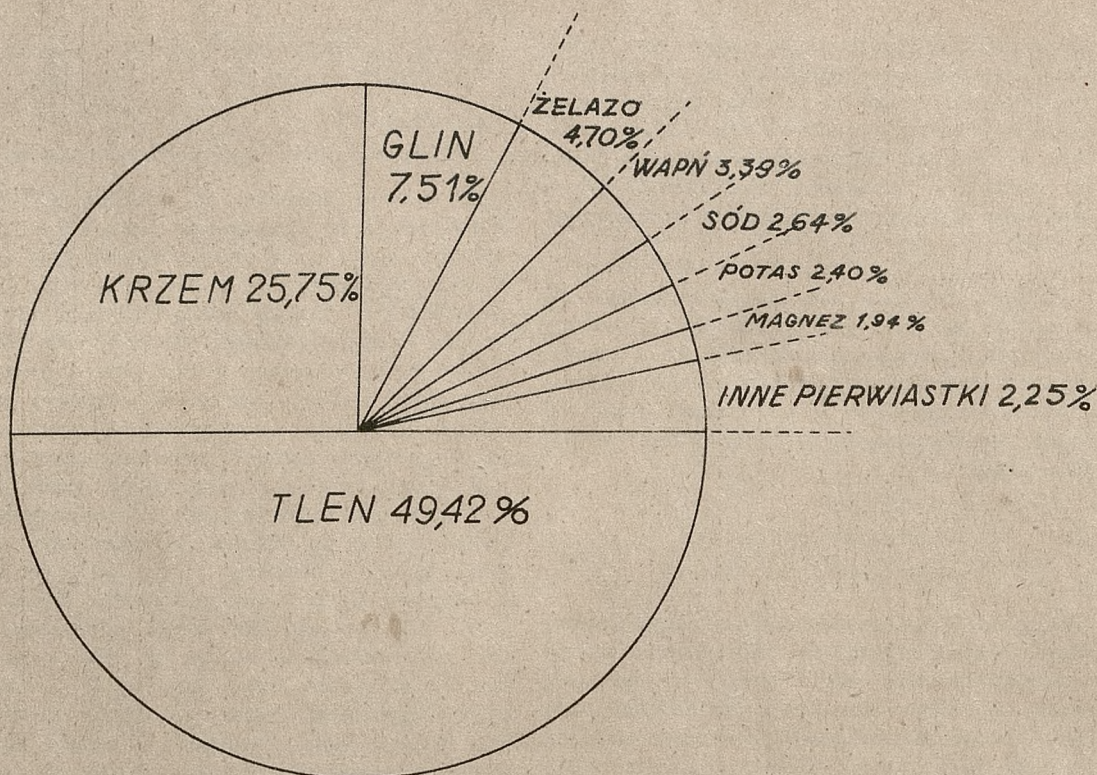 ŻELAZO
4,70%
GLIN
7,51%
WAPŃ 3,39%
SÓD 2,64%
POTAS 2,40%
KRZEM 25,75%
MAGNEZ 1,94%
INNE PIERWIASTKI 2,25%
TLEN 49,42%